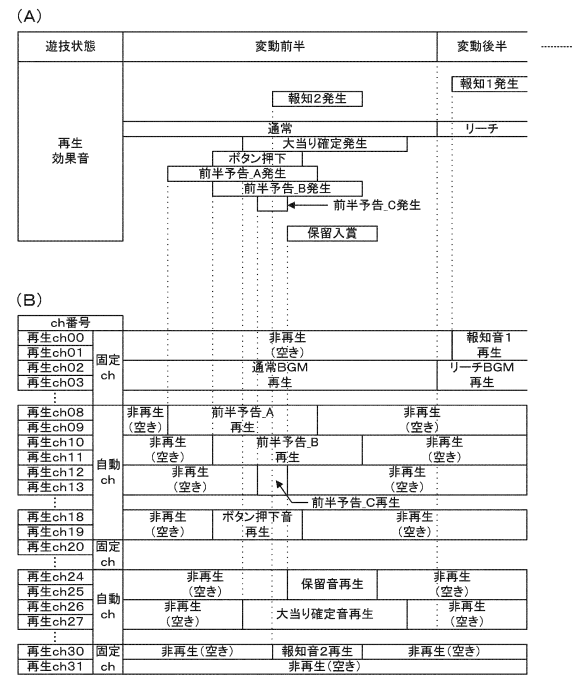 (A)
遊技状態 変動前半 変動後半
報知1発生
報知2発生
通常 リーチ
再生
効果音
大当り確定発生
ボタン押下
前半予告_A発生
前半予告_B発生
前半予告_C発生
保留入賞
(B)
ch番号
再生ch00 非再生 報知音1
再生ch01 (空き) 再生
固定
ch
再生ch02 通常BGM リーチBGM
再生ch03 再生 再生
再生ch08 非再生 前半予告_A 非再生
再生ch09 (空き) 再生 (空き)
再生ch10 非再生 前半予告_B 非再生
再生ch11 (空き) 再生 (空き)
自動
ch
再生ch12 非再生 非再生
再生ch13 (空き) (空き)
前半予告_C再生
再生ch18 非再生 ボタン押下音 非再生
再生ch19 (空き) 再生 (空き)
再生ch20 固定
ch
再生ch24 非再生 保留音再生 非再生
再生ch25 (空き) (空き)
自動
ch
再生ch26 非再生 大当り確定音再生 非再生
再生ch27 (空き) (空き)
再生ch30 固定 非再生(空き) 報知音2再生 非再生(空き)
再生ch31 ch 非再生(空き)